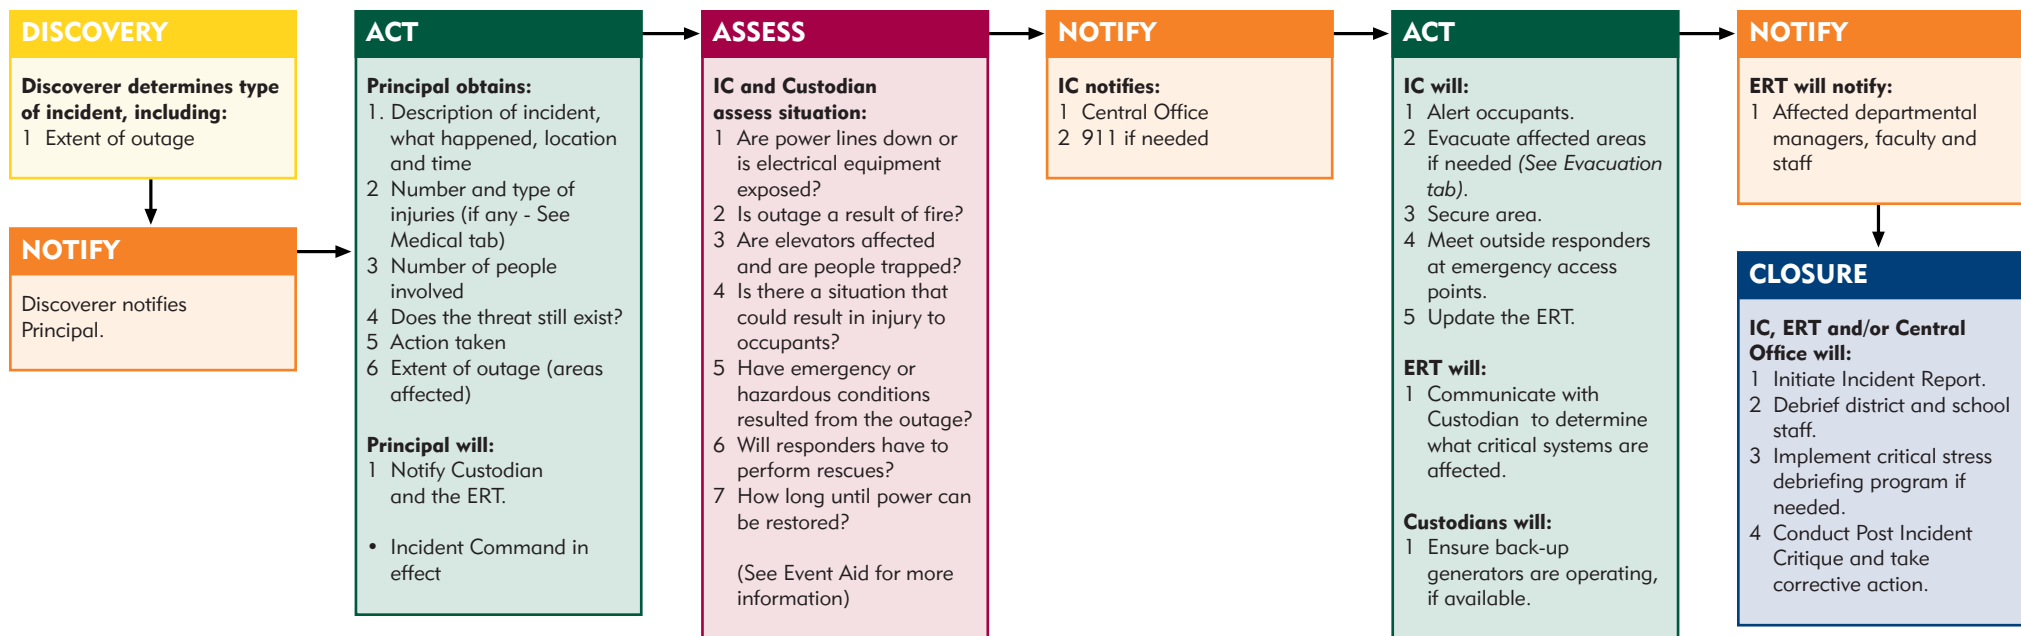 DISCOVERY
Discoverer determines type
of incident, including:
1 Extent of outage
NOTIFY
Discoverer notifies
Principal.
ACT
Principal obtains:
1. Description of incident,
what happened, location
and time
2 Number and type of
injuries (if any - See
Medical tab)
3 Number of people
involved
4 Does the threat still exist?
5 Action taken
6 Extent of outage (areas
affected)
Principal will:
1 Notify Custodian
and the ERT.
• Incident Command in
effect
ASSESS
IC and Custodian
assess situation:
1 Are power lines down or
is electrical equipment
exposed?
2 Is outage a result of fire?
3 Are elevators affected
and are people trapped?
4 Is there a situation that
could result in injury to
occupants?
5 Have emergency or
hazardous conditions
resulted from the outage?
6 Will responders have to
perform rescues?
7 How long until power can
be restored?
(See Event Aid for more
information)
NOTIFY
IC notifies:
1 Central Office
2 911 if needed
ACT
IC will:
1 Alert occupants.
2 Evacuate affected areas
if needed (See Evacuation
tab).
3 Secure area.
4 Meet outside responders
at emergency access
points.
5 Update the ERT.
ERT will:
1 Communicate with
Custodian to determine
what critical systems are
affected.
Custodians will:
1 Ensure back-up
generators are operating,
if available.
NOTIFY
ERT will notify:
1 Affected departmental
managers, faculty and
staff
CLOSURE
IC, ERT and/or Central
Office will:
1 Initiate Incident Report.
2 Debrief district and school
staff.
3 Implement critical stress
debriefing program if
needed.
4 Conduct Post Incident
Critique and take
corrective action.